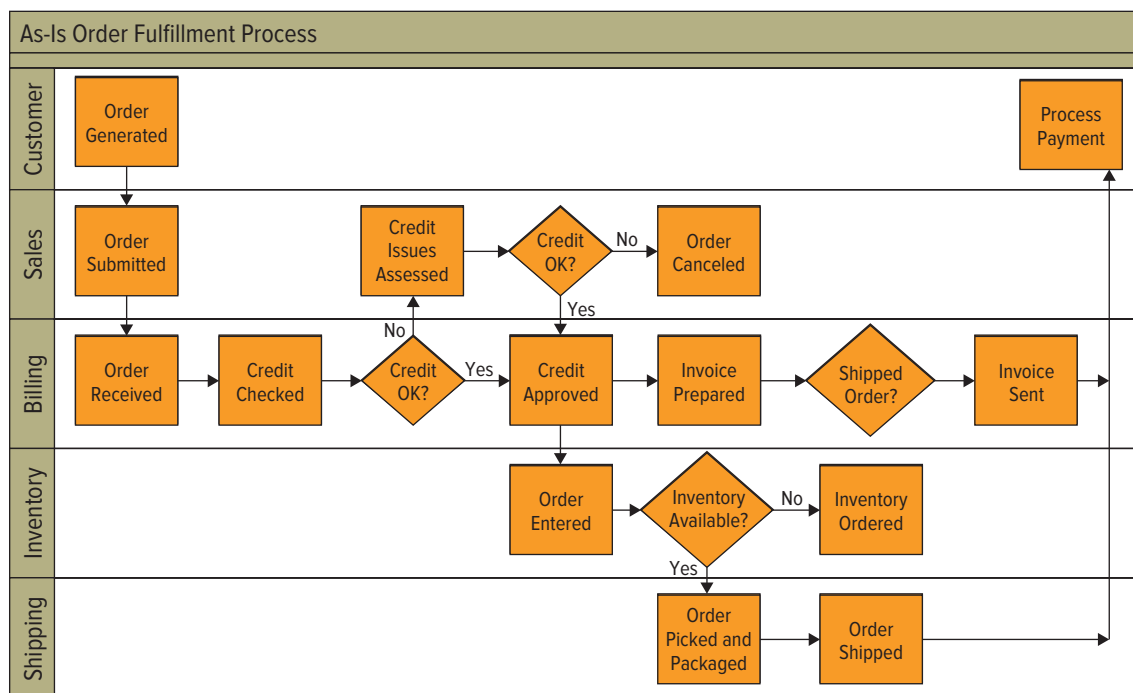 As-Is Order Fulfillment Process
Customer
Order
Generated
Process
Payment
Sales
Order
Submitted
Credit
Issues
Assessed
Credit
OK?
No
Order
Canceled
Yes
Billing
Order
Received
Credit
Checked
No
Credit
OK?
Yes
Credit
Approved
Invoice
Prepared
Shipped
Order?
Invoice
Sent
Inventory
Order
Entered
Inventory
Available?
No
Inventory
Ordered
Yes
Shipping
Order
Picked and
Packaged
Order
Shipped